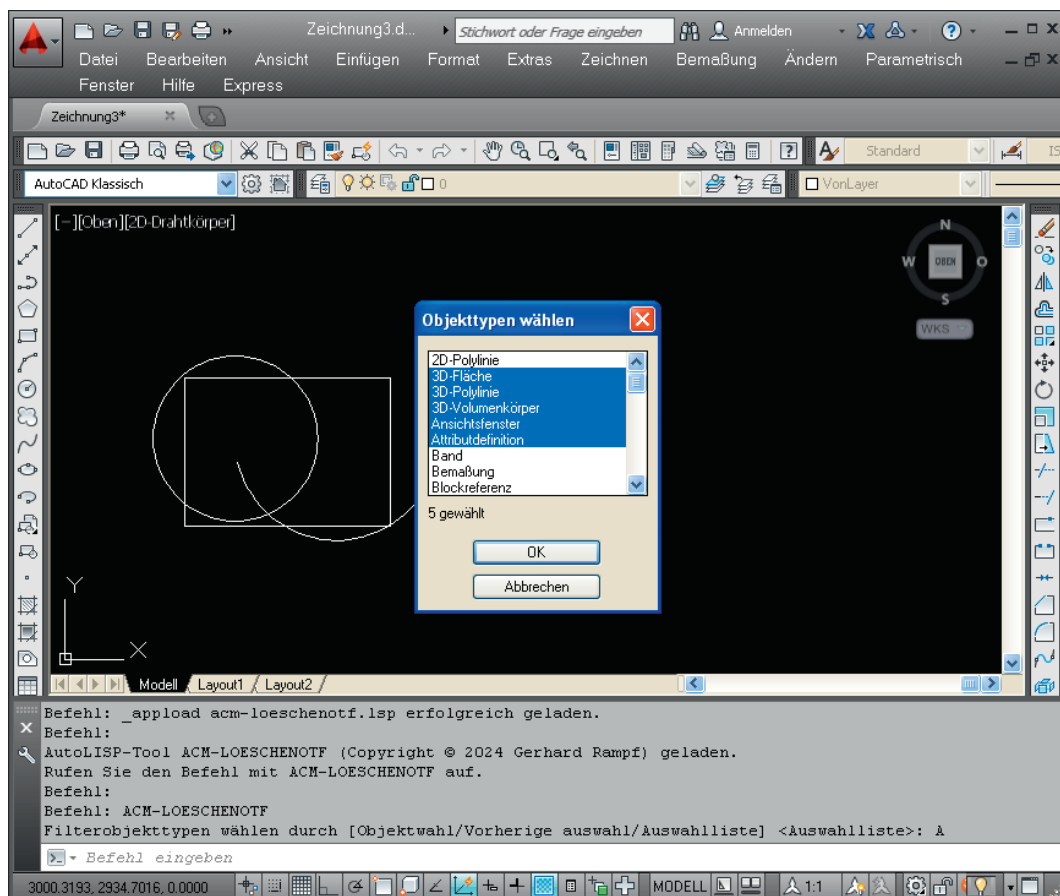 Zeichnung3.d...
Stichwort oder Frage eingeben
Anmelden
Datei Bearbeiten Ansicht Einfügen Format Extras Zeichnen Bemaßung Ändern Parametrisch
Fenster Hilfe Express
Zeichnung3*
Standard
IS
AutoCAD Klassisch
0
VonLayer
[-][Oben][2D-Drahtkörper]
N
W OBEN O
S
WKS
Objekttypen wählen
2D-Polylinie
3D-Fläche
3D-Polylinie
3D-Volumenkörper
Ansichtsfenster
Attributdefinition
Band
Bemaßung
Blockreferenz
5 gewählt
OK
Abbrechen
Y
X
Modell Layout1 Layout2
Befehl: _appload acm-loeschenotf.lsp erfolgreich geladen.
Befehl:
AutoLISP-Tool ACM-LOESCHENOTF (Copyright © 2024 Gerhard Rampf) geladen.
Rufen Sie den Befehl mit ACM-LOESCHENOTF auf.
Befehl:
Befehl: ACM-LOESCHENOTF
Filterobjekttypen wählen durch [Objektwahl/Vorherige auswahl/Auswahlliste] <Auswahlliste>: A
Befehl eingeben
3000.3193, 2934.7016, 0.0000
MODELL
1:1